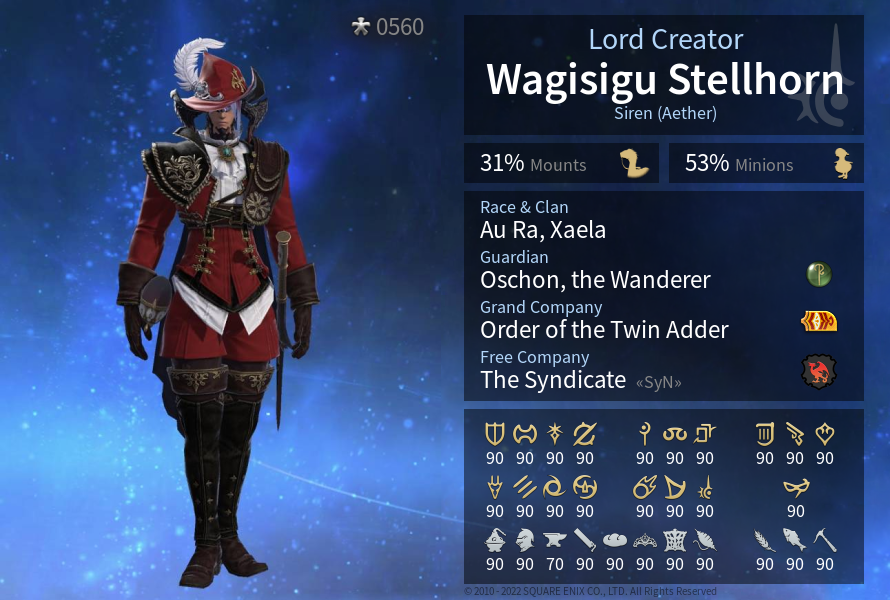 0560
Lord Creator
Wagisigu Stellhorn
Siren (Aether)
31% Mounts
53% Minions
Race & Clan
Au Ra, Xaela
Guardian
Oschon, the Wanderer
Grand Company
Order of the Twin Adder
Free Company
The Syndicate «SyN»
90 90 90 90 90 90 90 90 90 90
90 90 90 90 90 90 90 90
90 90 70 90 90 90 90 90 90 90 90
© 2010 - 2022 SQUARE ENIX CO., LTD. All Rights Reserved